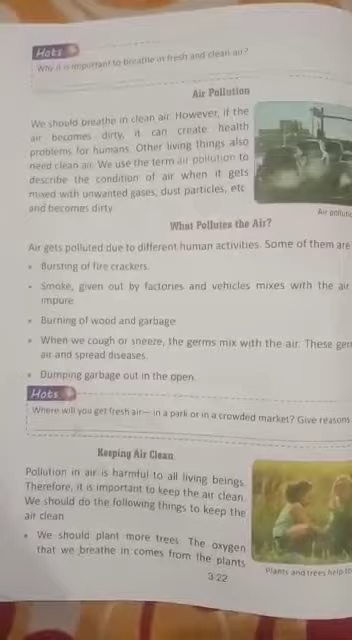 Hots
Why it is important to breathe in fresh and clean air?
Air Pollution
We should breathe in clean air. However, if the
air becomes dirty, it can create health
problems for humans. Other living things also
need clean air. We use the term air pollution to
describe the condition of air when it gets
mixed with unwanted gases, dust particles, etc
and becomes dirty.
Air
What Pollutes the Air?
Air gets polluted due to different human activities. Some of them are
• Bursting of fire crackers.
• Smoke, given out by factories and vehicles mixes with the air
impure.
• Burning of wood and garbage
• When we cough or sneeze, the germs mix with the air. These
air and spread diseases.
• Dumping garbage out in the open.
Hots
Where will you get fresh air— in a park or in a crowded market? Give reasons
Keeping Air Clean
Pollution in air is harmful to all living beings.
Therefore, it is important to keep the air clean.
We should do the following things to keep the
air clean
• We should plant more trees. The oxygen
that we breathe in comes from the plants
Plants and trees help
3.22